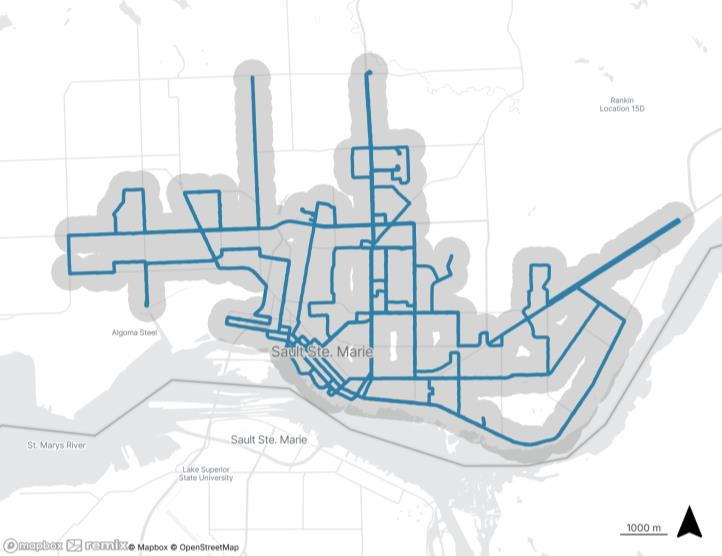 Rankin
Location 15D
Algoma Steel
Sault Ste. Marie
St. Marys River
Sault Ste. Marie
Lake Superior
State University
1000 m
mapbox remix © Mapbox © OpenStreetMap